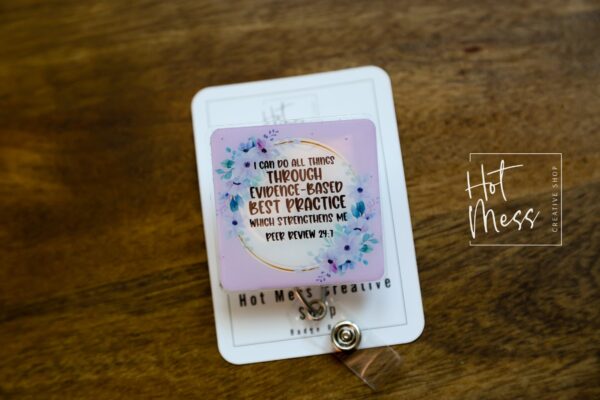 I CAN DO ALL THINGS
THROUGH
EVIDENCE-BASED
BEST PRACTICE
WHICH STRENGTHENS ME
PEER REVIEW 24:7
Hot Mess Creative
Shop
Hot
Mess
CREATIVE SHOP